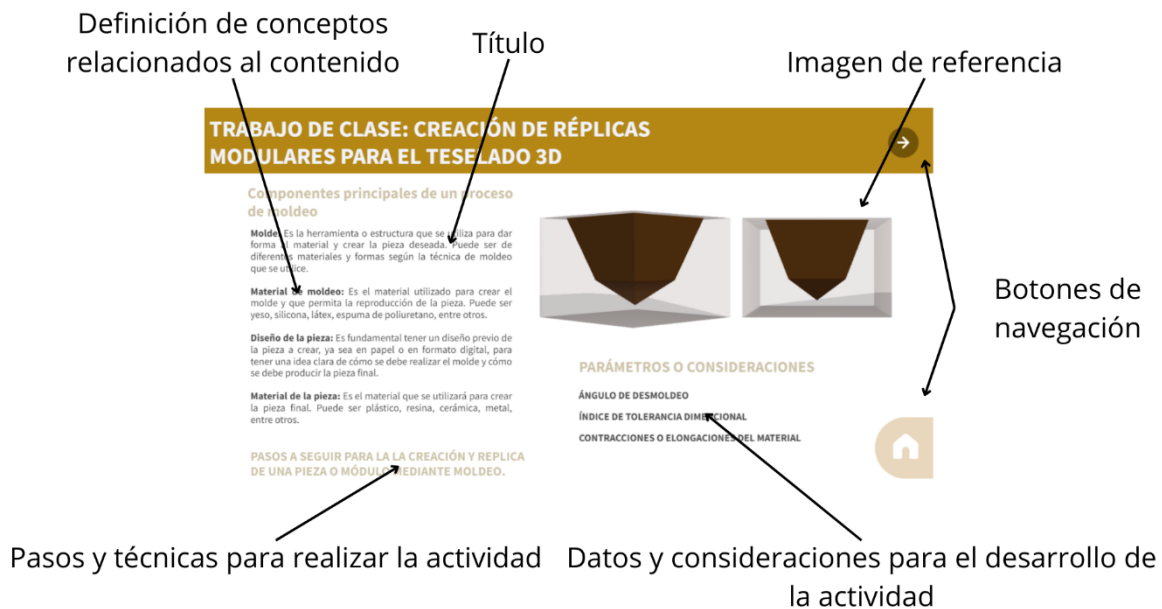 Definición de conceptos
relacionados al contenido
Título
Imagen de referencia
TRABAJO DE CLASE: CREACIÓN DE RÉPLICAS
MODULARES PARA EL TESELADO 3D
Componentes principales de un proceso
de moldeo
Molde: Es la herramienta o estructura que se utiliza para dar
forma al material y crear la pieza deseada. Puede ser de
diferentes materiales y formas según la técnica de moldeo
que se utilice.
Material de moldeo: Es el material utilizado para crear el
molde y que permita la reproducción de la pieza. Puede ser
yeso, silicona, látex, espuma de poliuretano, entre otros.
Diseño de la pieza: Es fundamental tener un diseño previo de
la pieza a crear, ya sea en papel o en formato digital, para
tener una idea clara de cómo se debe realizar el molde y cómo
se debe producir la pieza final.
Material de la pieza: Es el material que se utilizará para crear
la pieza final. Puede ser plástico, resina, cerámica, metal,
entre otros.
PASOS A SEGUIR PARA LA LA CREACIÓN Y REPLICA
DE UNA PIEZA O MÓDULO MEDIANTE MOLDEO.
PARÁMETROS O CONSIDERACIONES
ÁNGULO DE DESMOLDEO
ÍNDICE DE TOLERANCIA DIMENCIONAL
CONTRACCIONES O ELONGACIONES DEL MATERIAL
Botones de
navegación
Pasos y técnicas para realizar la actividad
Datos y consideraciones para el desarrollo de
la actividad